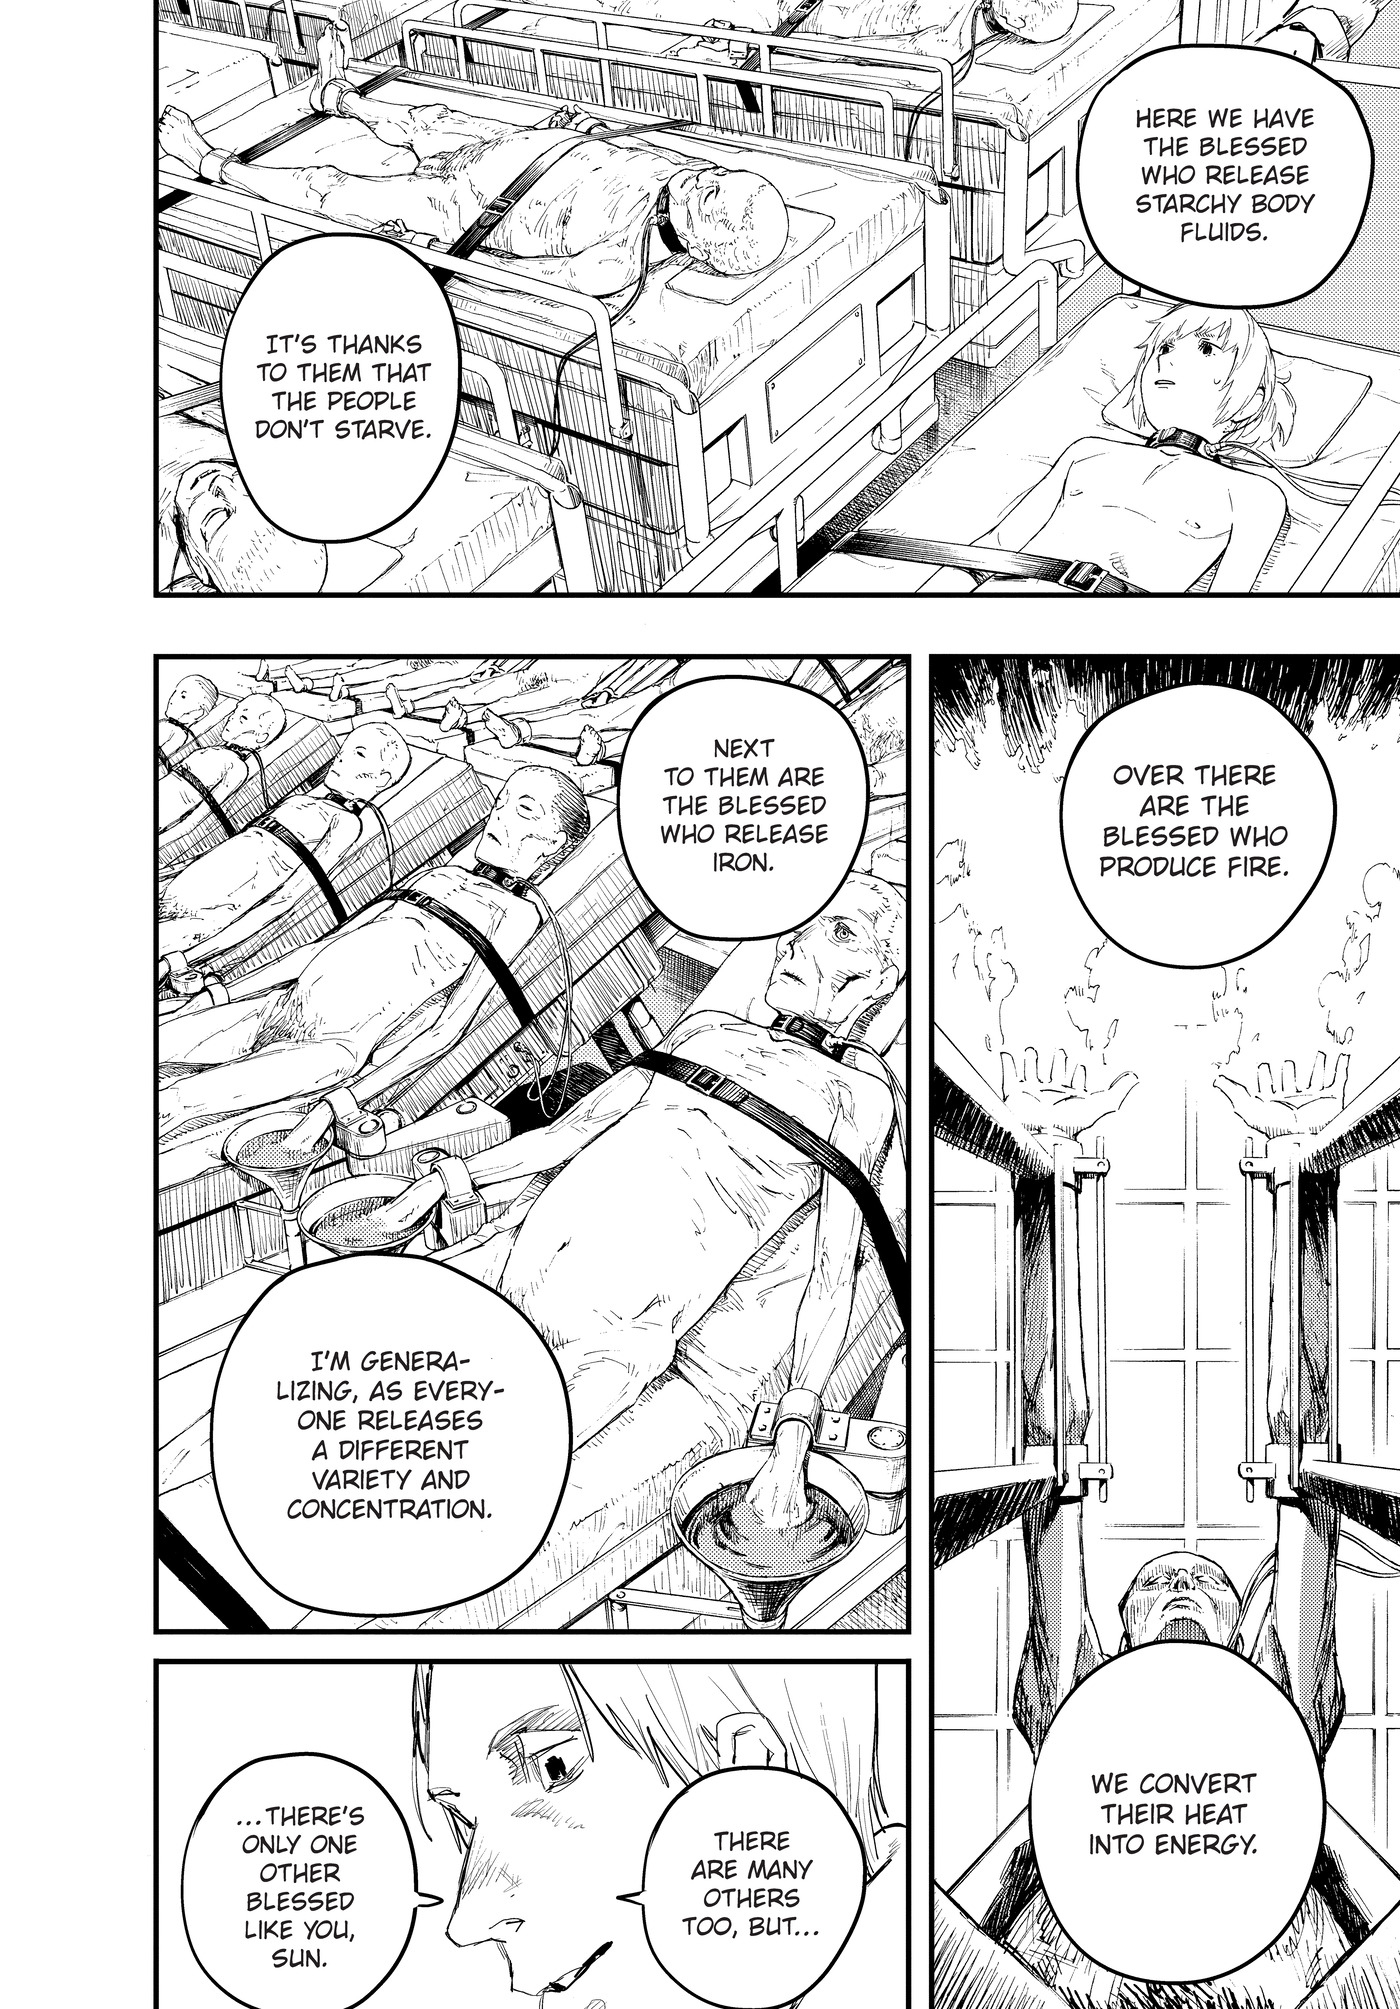 HERE WE HAVE
THE BLESSED
WHO RELEASE
STARCHY BODY
FLUIDS.
IT'S THANKS
TO THEM THAT
THE PEOPLE
DON'T STARVE.
OVER THERE
ARE THE
BLESSED WHO
PRODUCE FIRE.
WE CONVERT
THEIR HEAT
INTO ENERGY.
NEXT
TO THEM ARE
THE BLESSED
WHO RELEASE
IRON.
I'M GENERA-
LIZING, AS EVERY-
ONE RELEASES
A DIFFERENT
VARIETY AND
CONCENTRATION.
THERE
ARE MANY
OTHERS
TOO, BUT...
...THERE'S
ONLY ONE
OTHER
BLESSED
LIKE YOU,
SUN.